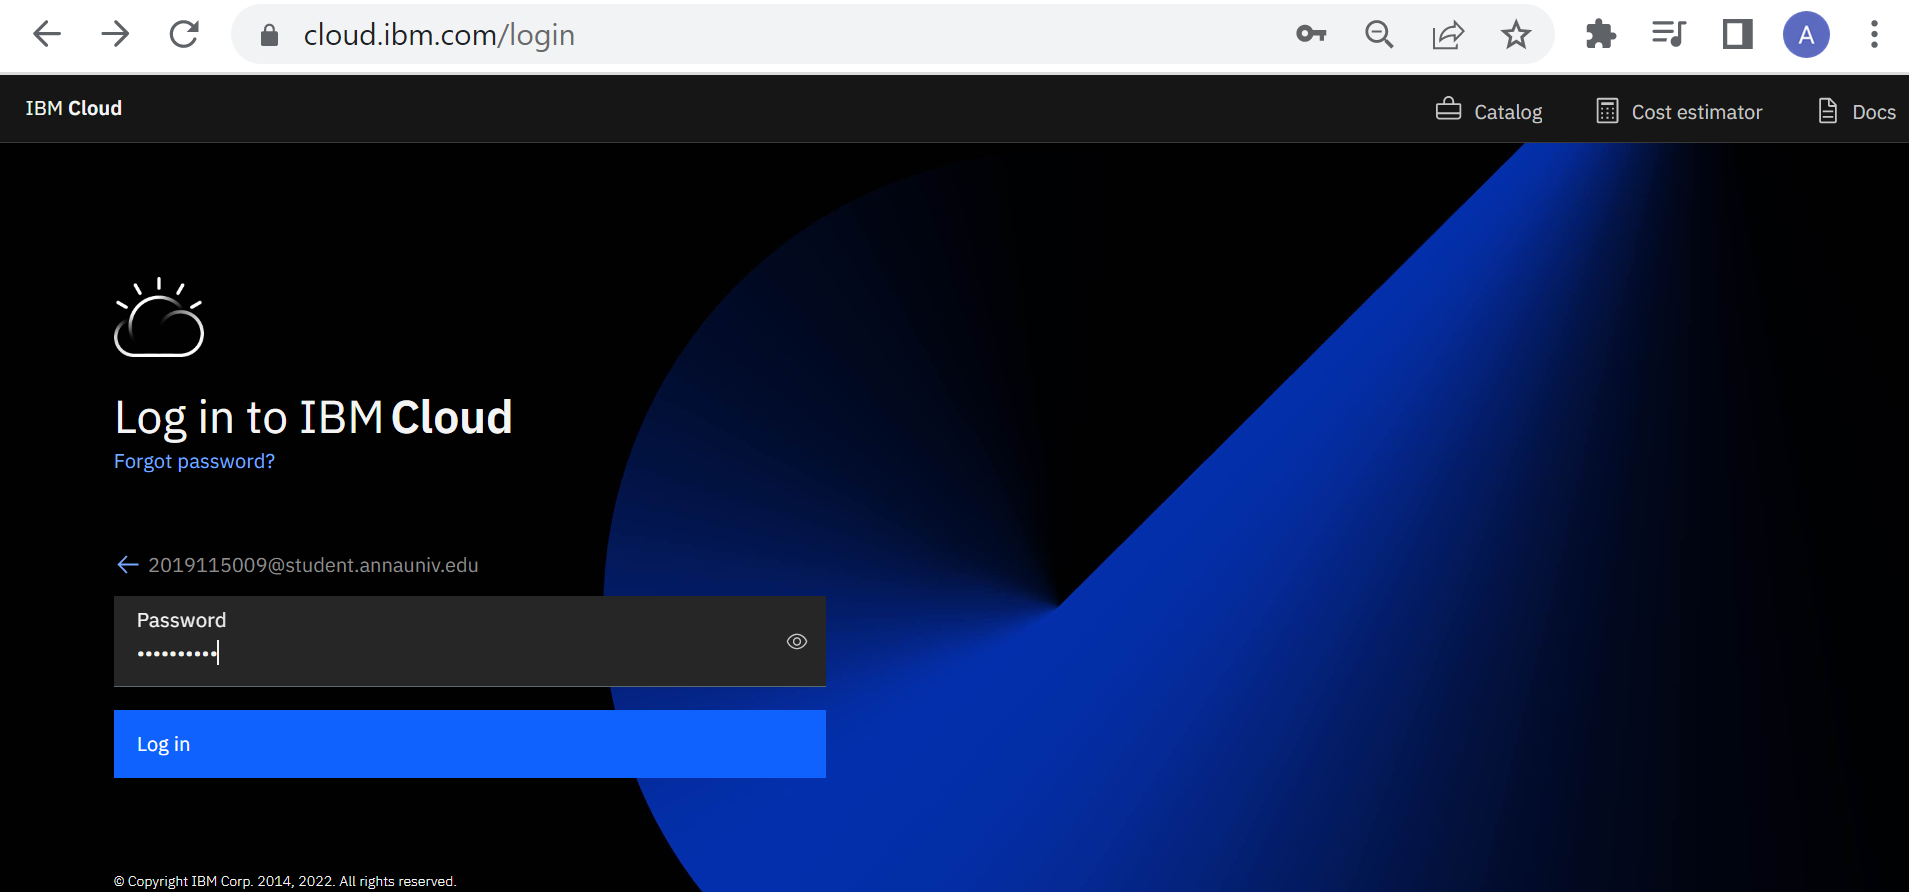 cloud.ibm.com/login
A
IBM Cloud
Catalog
Cost estimator
Docs
Log in to IBM Cloud
Forgot password?
2019115009@student.annauniv.edu
Password
••••••••••
Log in
© Copyright IBM Corp. 2014, 2022. All rights reserved.